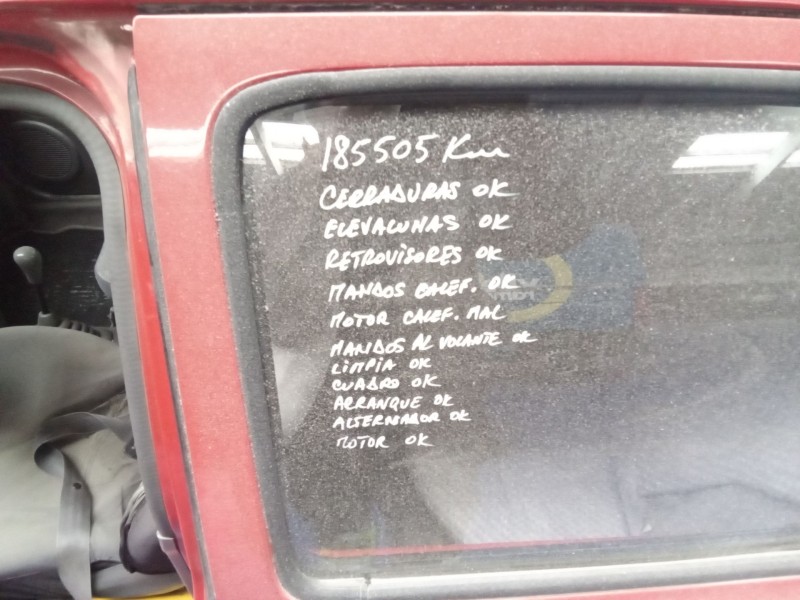 185505 Km
CERRADURAS OK
ELEVALUNAS OK
RETROVISORES OK
MANDOS CALEF. OK
MOTOR CALEF. MAL
MANDOS AL VOLANTE OK
LIMPIA OK
CUADRO OK
ARRANQUE OK
ALTERNADOR OK
MOTOR OK